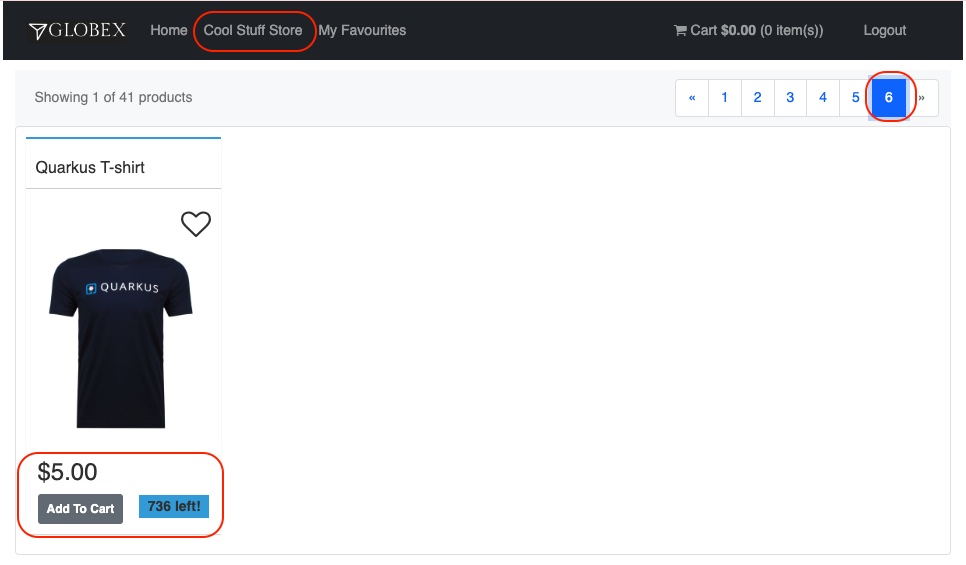 GLOBEX Home Cool Stuff Store My Favourites Cart $0.00 (0 item(s)) Logout
Showing 1 of 41 products « 1 2 3 4 5 6 »
Quarkus T-shirt
QUARKUS
$5.00
Add To Cart 736 left!